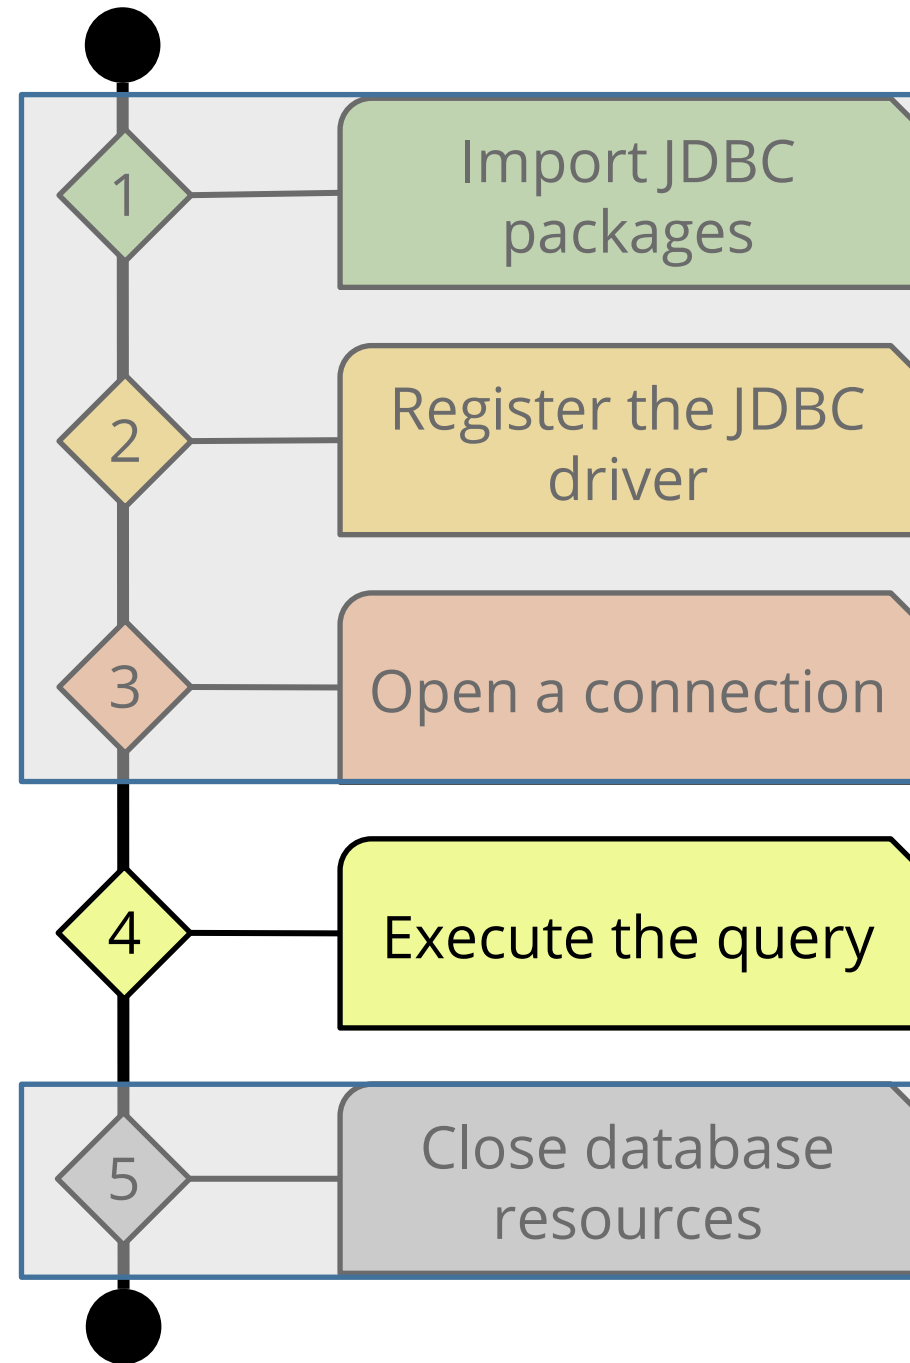 1
Import JDBC
packages
2
Register the JDBC
driver
3
Open a connection
4
Execute the query
5
Close database
resources